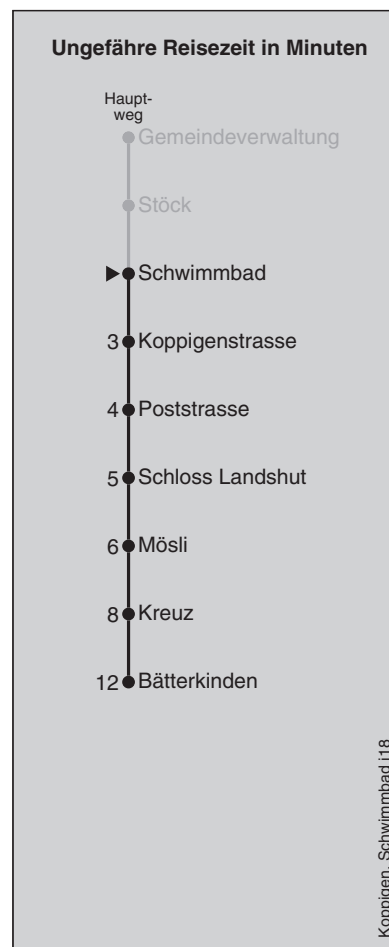 Ungefähre Reisezeit in Minuten
Haupt-
weg
Gemeindeverwaltung
Stöck
Schwimmbad
3 Koppigenstrasse
4 Poststrasse
5 Schloss Landshut
6 Mösli
8 Kreuz
12 Bätterkinden
Koppigen, Schwimmbad j18